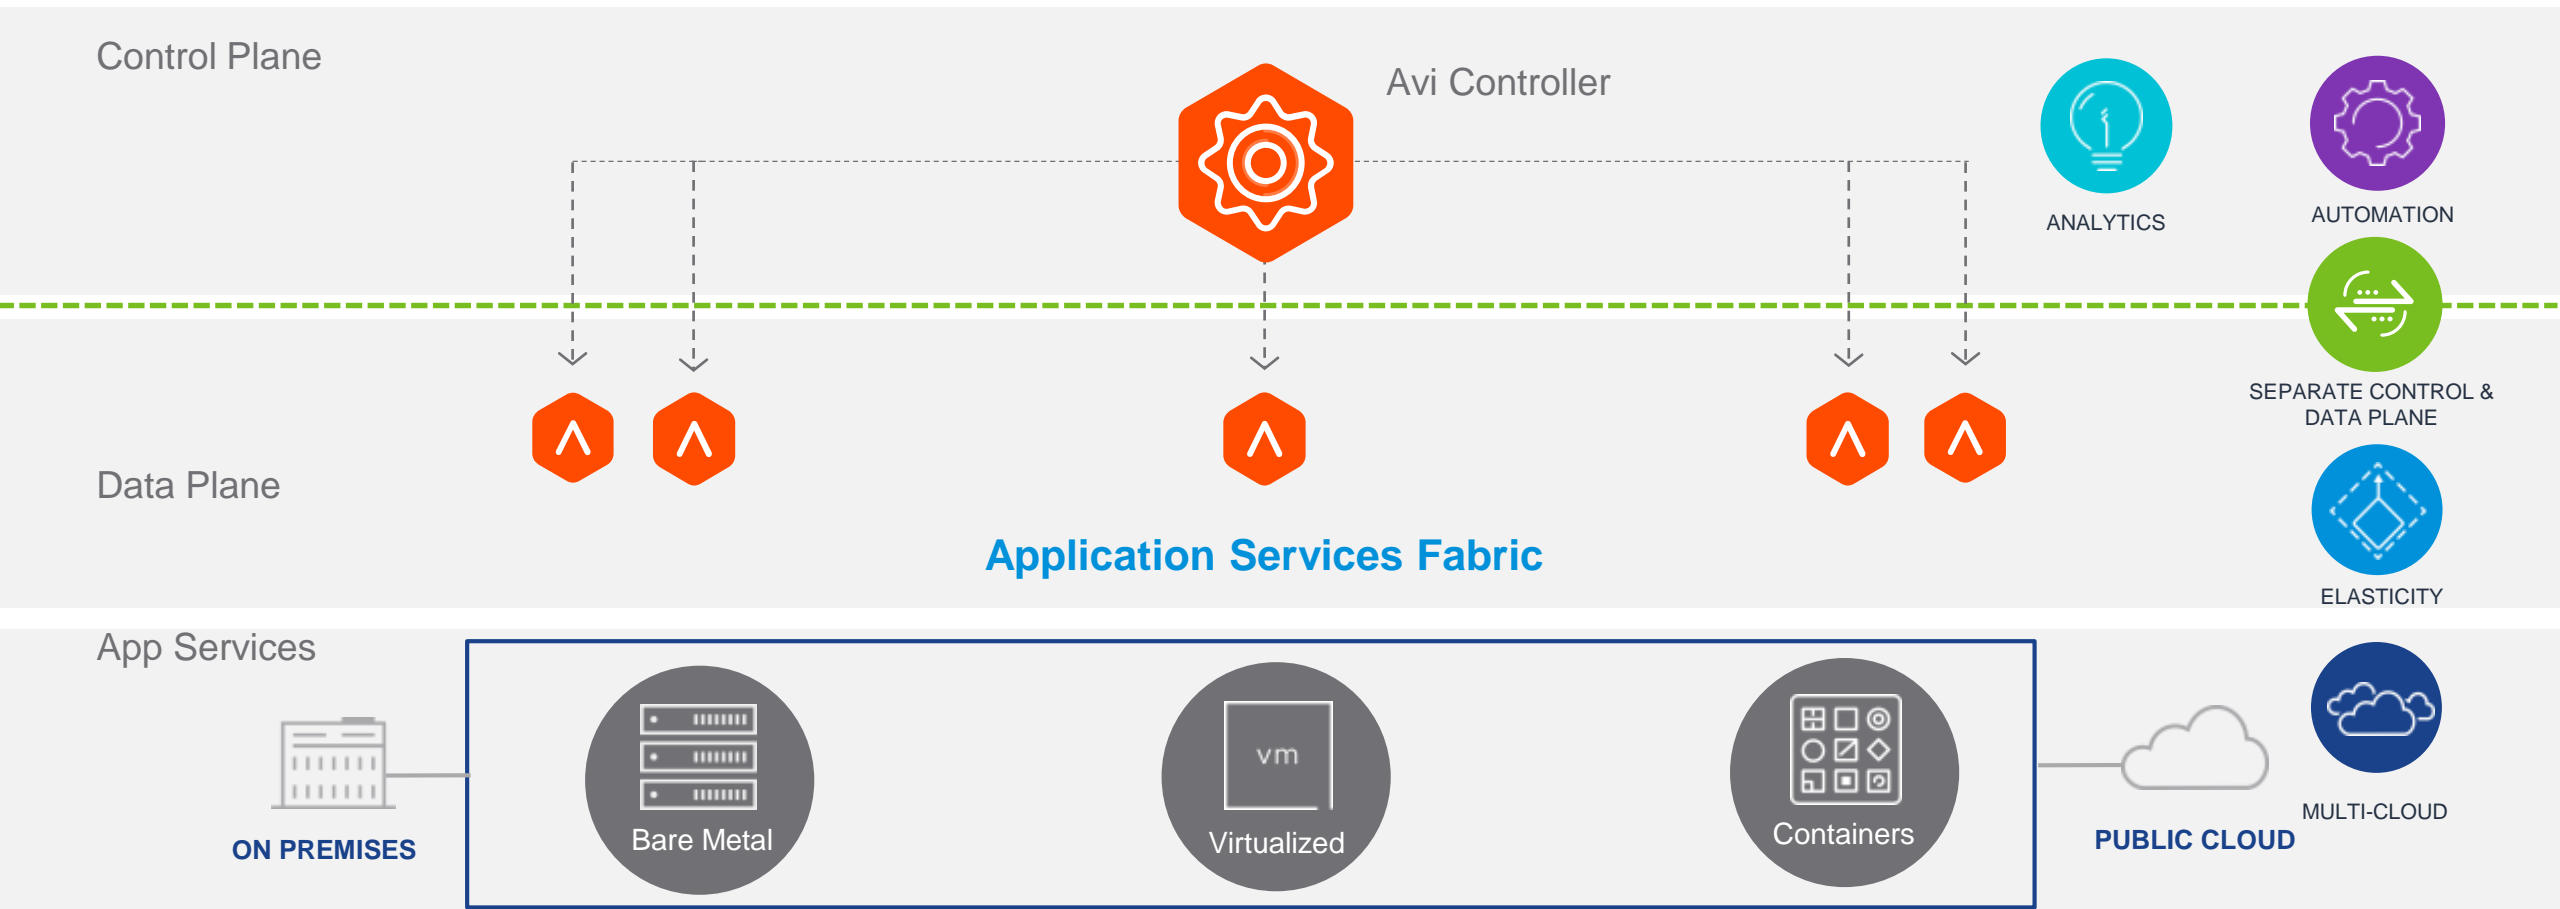 Control Plane
Avi Controller
ANALYTICS
AUTOMATION
SEPARATE CONTROL &
DATA PLANE
Data Plane
Application Services Fabric
ELASTICITY
App Services
vm
Bare Metal
Virtualized
Containers
ON PREMISES
PUBLIC CLOUD
MULTI-CLOUD